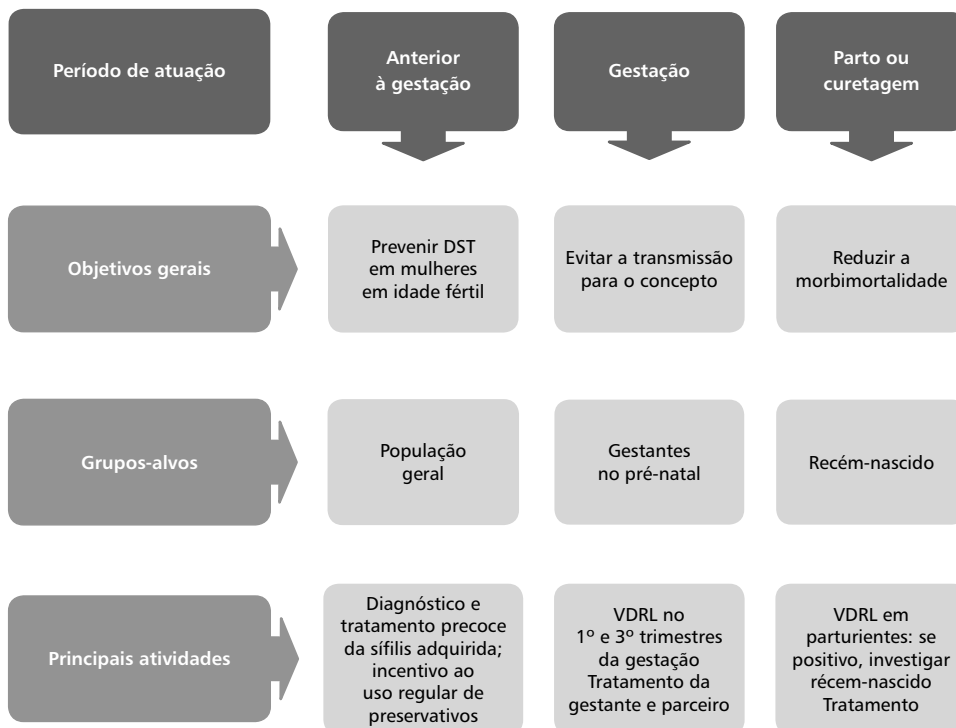 Período de atuação
Anterior
à gestação
Gestação
Parto ou
curetagem
Objetivos gerais
Prevenir DST
em mulheres
em idade fértil
Evitar a transmissão
para o concepto
Reduzir a
morbimortalidade
Grupos-alvos
População
geral
Gestantes
no pré-natal
Recém-nascido
Principais atividades
Diagnóstico e
tratamento precoce
da sífilis adquirida;
incentivo ao
uso regular de
preservativos
VDRL no
1º e 3º trimestres
da gestação
Tratamento da
gestante e parceiro
VDRL em
parturientes: se
positivo, investigar
récem-nascido
Tratamento